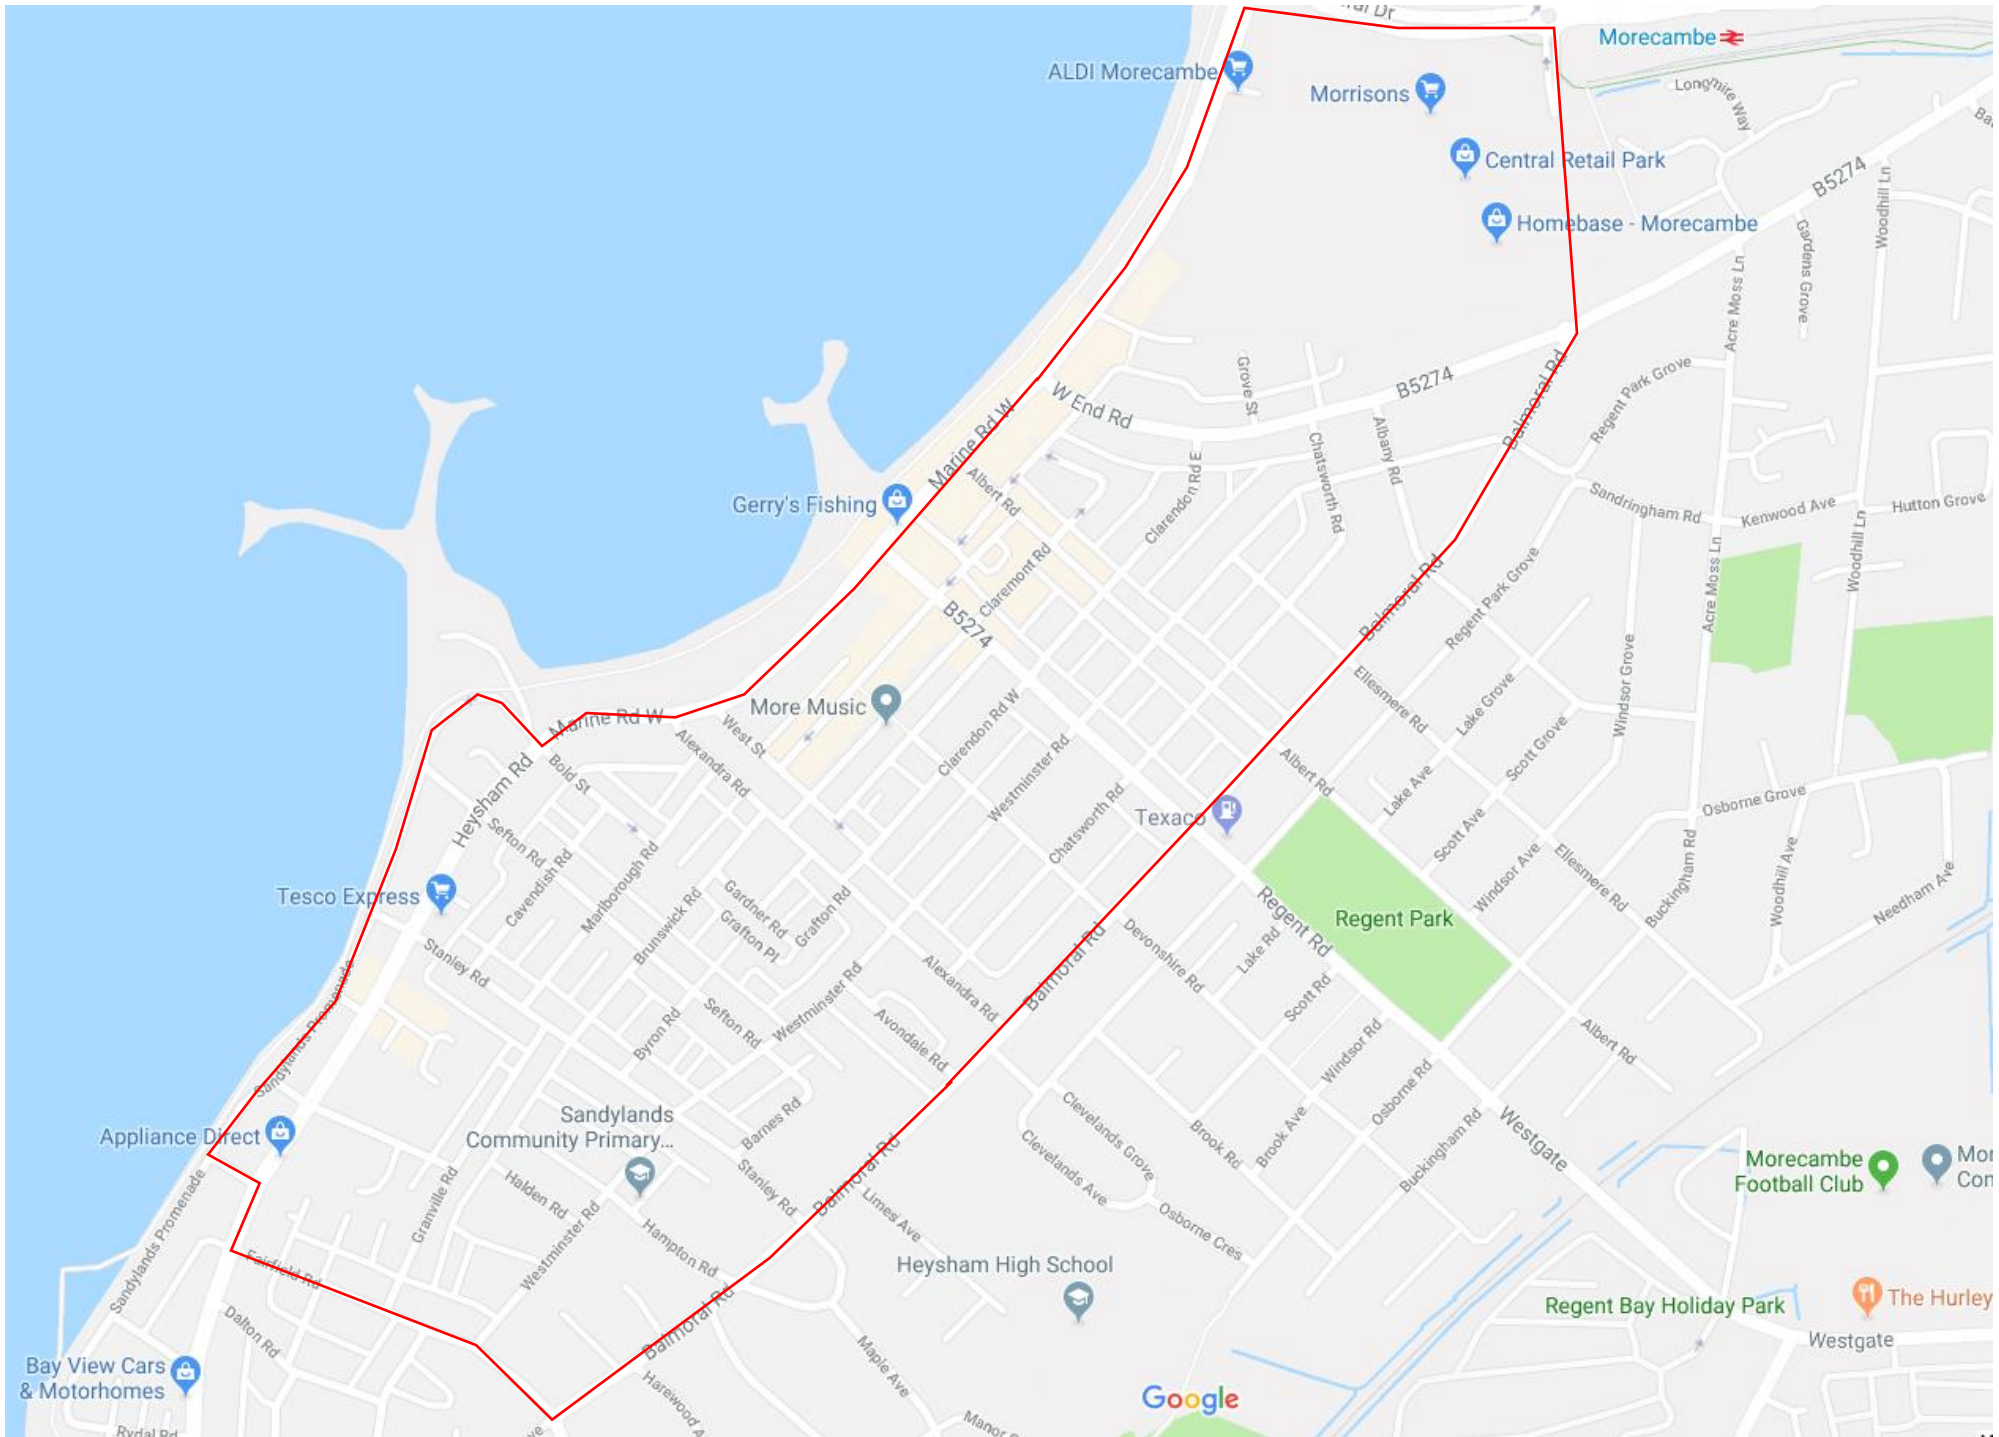 Morecambe
ALDI Morecambe
Morrisons
Longmire Way
Central Retail Park
B5274
Woodhill Ln
Homebase - Morecambe
Gardens Grove
Acre Moss Ln
Grove St
B5274
Balmoral Rd
Regent Park Grove
W End Rd
Marine Rd W
Albany Rd
Chatsworth Rd
Clarendon Rd E
Albert Rd
Gerry's Fishing
Sandringham Rd
Kenwood Ave
Hutton Grove
Woodhill Ln
Claremont Rd
Balmoral Rd
Regent Park Grove
Acre Moss Ln
B5274
Ellesmere Rd
Windsor Grove
Lake Grove
More Music
Marine Rd W
West St
Alexandra Rd
Clarendon Rd W
Westminster Rd
Scott Grove
Albert Rd
Lake Ave
Heysham Rd
Bold St
Chatsworth Rd
Texaco
Osborne Grove
Sefton Rd
Cavendish Rd
Marlborough Rd
Scott Ave
Windsor Ave
Ellesmere Rd
Buckingham Rd
Woodhill Ave
Needham Ave
Tesco Express
Gardner Rd
Grafton Rd
Grafton Pl
Brunswick Rd
Regent Rd
Regent Park
Stanley Rd
Devonshire Rd
Lake Rd
Balmoral Rd
Alexandra Rd
Scott Rd
Sandylands Promenade
Sefton Rd
Westminster Rd
Byron Rd
Avondale Rd
Windsor Rd
Albert Rd
Osborne Rd
Sandylands
Community Primary...
Barnes Rd
Clevelands Grove
Clevelands Ave
Brook Rd
Brook Ave
Buckingham Rd
Westgate
Appliance Direct
Balmoral Rd
Stanley Rd
Limes Ave
Halden Rd
Granville Rd
Westminster Rd
Hampton Rd
Osborne Cres
Morecambe
Football Club
Sandylands Promenade
Fairfield Rd
Heysham High School
Regent Bay Holiday Park
The Hurley
Dalton Rd
Balmoral Rd
Westgate
Bay View Cars
& Motorhomes
Maple Ave
Harewood A
Google
Manor
Rydal Rd